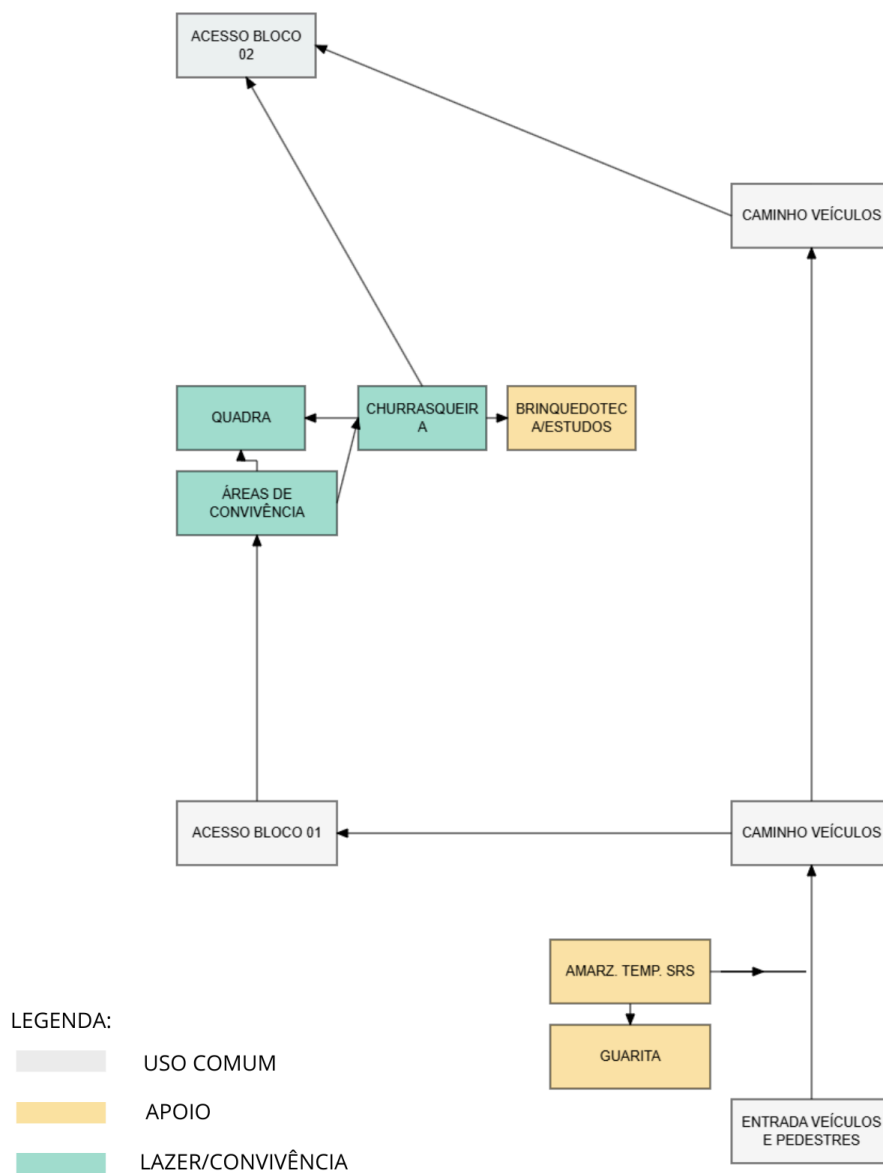 ACESSO BLOCO
02
CAMINHO VEÍCULOS
QUADRA
CHURRASQUEIR
A
BRINQUEDOTEC
A/ESTUDOS
ÁREAS DE
CONVIVÊNCIA
ACESSO BLOCO 01
CAMINHO VEÍCULOS
AMARZ. TEMP. SRS
GUARITA
ENTRADA VEÍCULOS
E PEDESTRES
LEGENDA:
USO COMUM
APOIO
LAZER/CONVIVÊNCIA